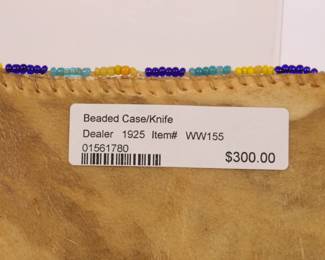 Beaded Case/Knife
Dealer 1925 Item# WW155
01561780
$300.00